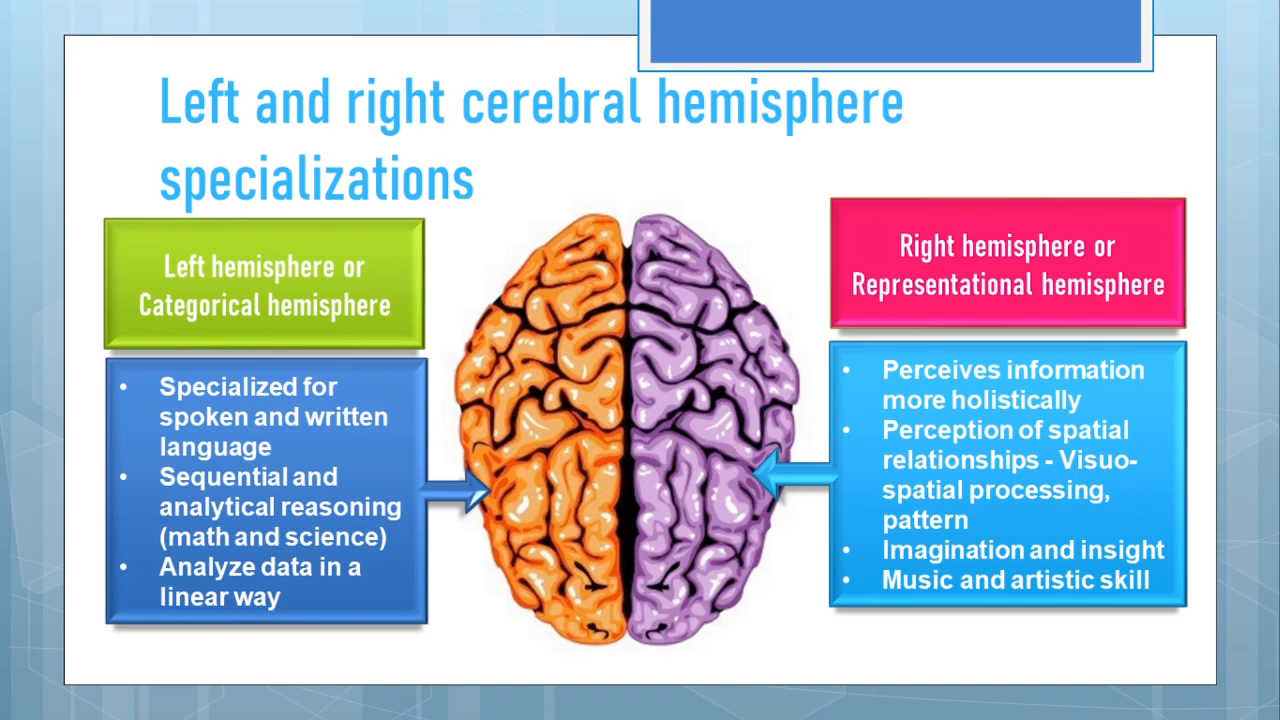 Left and right cerebral hemisphere
specializations
Left hemisphere or
Categorical hemisphere
• Specialized for
spoken and written
language
• Sequential and
analytical reasoning
(math and science)
• Analyze data in a
linear way
Right hemisphere or
Representational hemisphere
• Perceives information
more holistically
• Perception of spatial
relationships - Visuo-
spatial processing,
pattern
• Imagination and insight
• Music and artistic skill